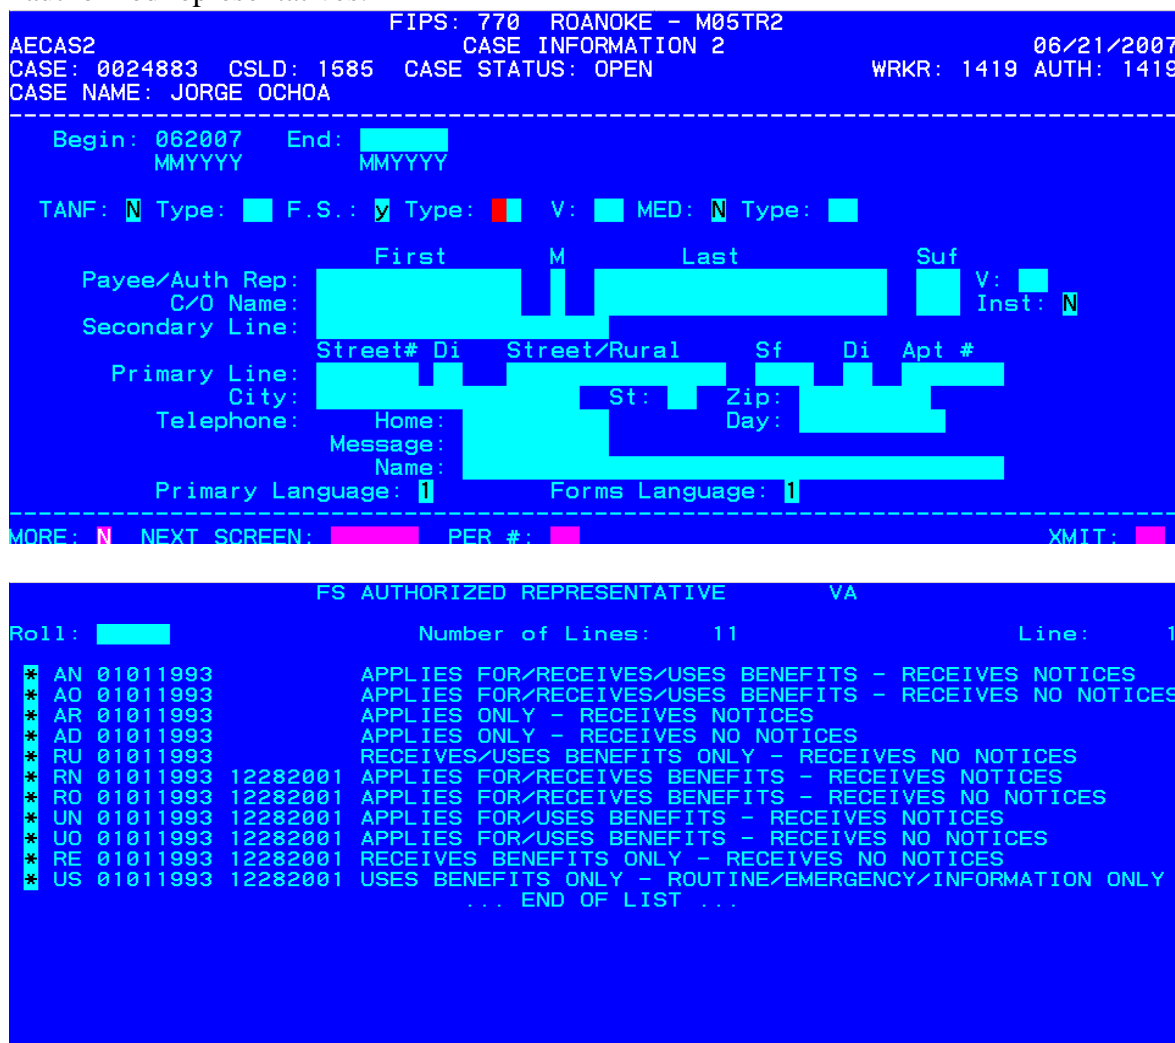 FIPS: 770 ROANOKE - M05TR2
AECAS2 CASE INFORMATION 2 06/21/2007
CASE: 0024883 CSLD: 1585 CASE STATUS: OPEN WRKR: 1419 AUTH: 1419
CASE NAME: JORGE OCHOA
Begin: 062007 End:
MMYYYY MMYYYY
TANF: N Type: F.S.: y Type: V: MED: N Type:
First M Last Suf
Payee/Auth Rep: V:
C/O Name: Inst: N
Secondary Line:
Street# Di Street/Rural Sf Di Apt #
Primary Line:
City: St: Zip:
Telephone: Home: Day:
Message:
Name:
Primary Language: 1 Forms Language: 1
MORE: N NEXT SCREEN: PER #: XMIT:
FS AUTHORIZED REPRESENTATIVE VA
Roll: Number of Lines: 11 Line: 1
* AN 01011993 APPLIES FOR/RECEIVES/USES BENEFITS - RECEIVES NOTICES
* AO 01011993 APPLIES FOR/RECEIVES/USES BENEFITS - RECEIVES NO NOTICES
* AR 01011993 APPLIES ONLY - RECEIVES NOTICES
* AD 01011993 APPLIES ONLY - RECEIVES NO NOTICES
* RU 01011993 RECEIVES/USES BENEFITS ONLY - RECEIVES NO NOTICES
* RN 01011993 12282001 APPLIES FOR/RECEIVES BENEFITS - RECEIVES NOTICES
* RO 01011993 12282001 APPLIES FOR/RECEIVES BENEFITS - RECEIVES NO NOTICES
* UN 01011993 12282001 APPLIES FOR/USES BENEFITS - RECEIVES NOTICES
* UO 01011993 12282001 APPLIES FOR/USES BENEFITS - RECEIVES NO NOTICES
* RE 01011993 12282001 RECEIVES BENEFITS ONLY - RECEIVES NO NOTICES
* US 01011993 12282001 USES BENEFITS ONLY - ROUTINE/EMERGENCY/INFORMATION ONLY
... END OF LIST ...